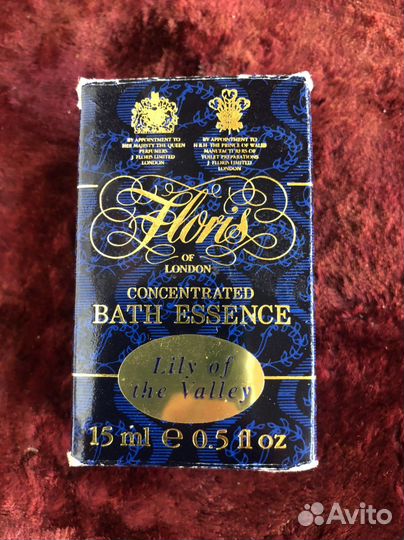 BY APPOINTMENT TO
HER MAJESTY THE QUEEN
PERFUMERS
J FLORIS LIMITED
LONDON
BY APPOINTMENT TO
H.R.H. THE PRINCE OF WALES
MANUFACTURERS OF
TOILET PREPARATIONS
J FLORIS LIMITED
LONDON
Floris
OF
LONDON
CONCENTRATED
BATH ESSENCE
Lily of
the Valley
15 ml e 0.5 fl oz
Avito